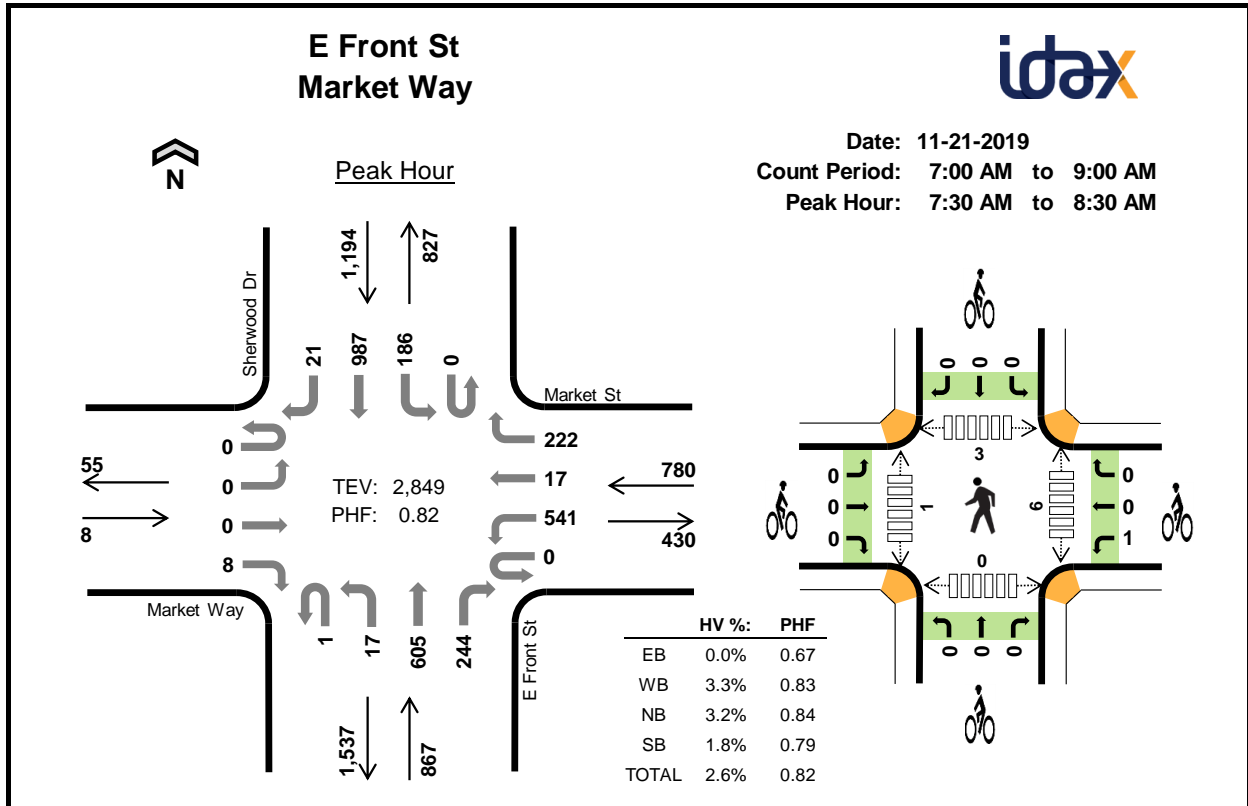 E Front St
Market Way
idax
N
Peak Hour
Date: 11-21-2019
Count Period: 7:00 AM to 9:00 AM
Peak Hour: 7:30 AM to 8:30 AM
1,194
827
Sherwood Dr
21
987
186
0
Market St
0
222
55
0
TEV: 2,849
17
780
0
PHF: 0.82
541
8
430
8
0
Market Way
1
17
605
244
E Front St
1,537
867
HV %: PHF
EB 0.0% 0.67
WB 3.3% 0.83
NB 3.2% 0.84
SB 1.8% 0.79
TOTAL 2.6% 0.82
0 0 0
3
0
0
0
1
6
0
0
1
0
0 0 0